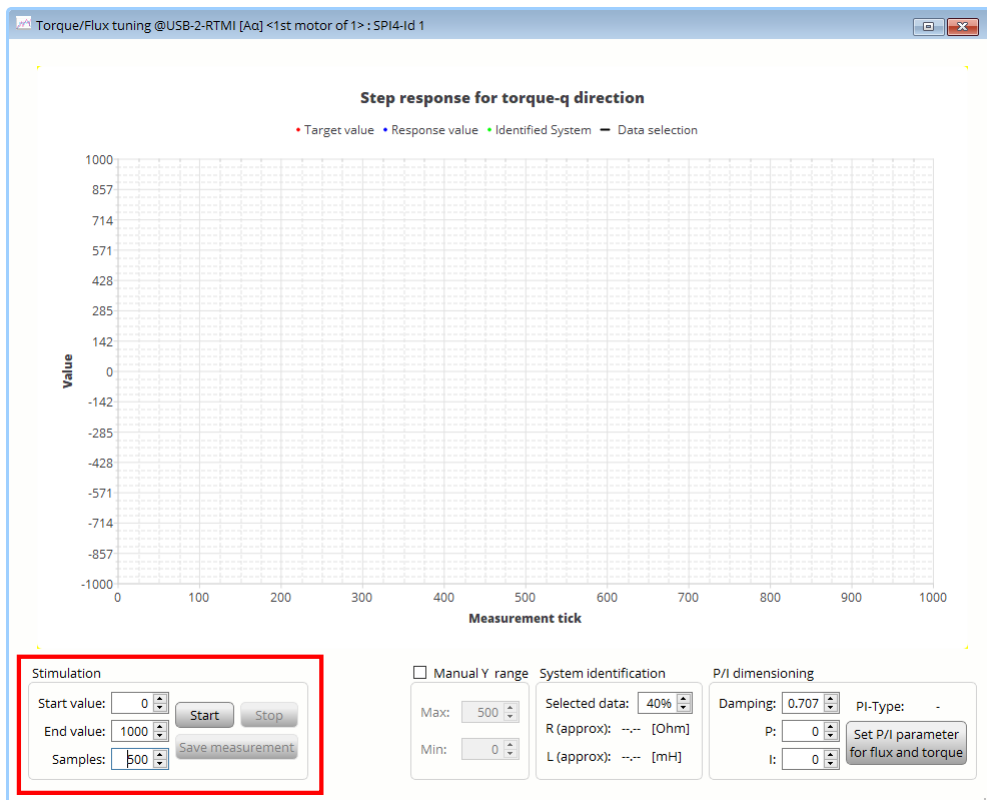 Torque/Flux tuning @USB-2-RTMI [Aα] <1st motor of 1> : SPI4-Id 1
Step response for torque-q direction
Target value Response value Identified System Data selection
1000
857
714
571
428
285
142
0
-142
-285
-428
-571
-714
-857
-1000
Value
0 100 200 300 400 500 600 700 800 900 1000
Measurement tick
Stimulation
Start value: 0
End value: 1000
Samples: 500
Start Stop
Save measurement
Manual Y range
Max: 500
Min: 0
System identification
Selected data: 40%
R (approx): --.-- [Ohm]
L (approx): --.-- [mH]
P/I dimensioning
Damping: 0.707 PI-Type: -
P: 0
I: 0
Set P/I parameter
for flux and torque